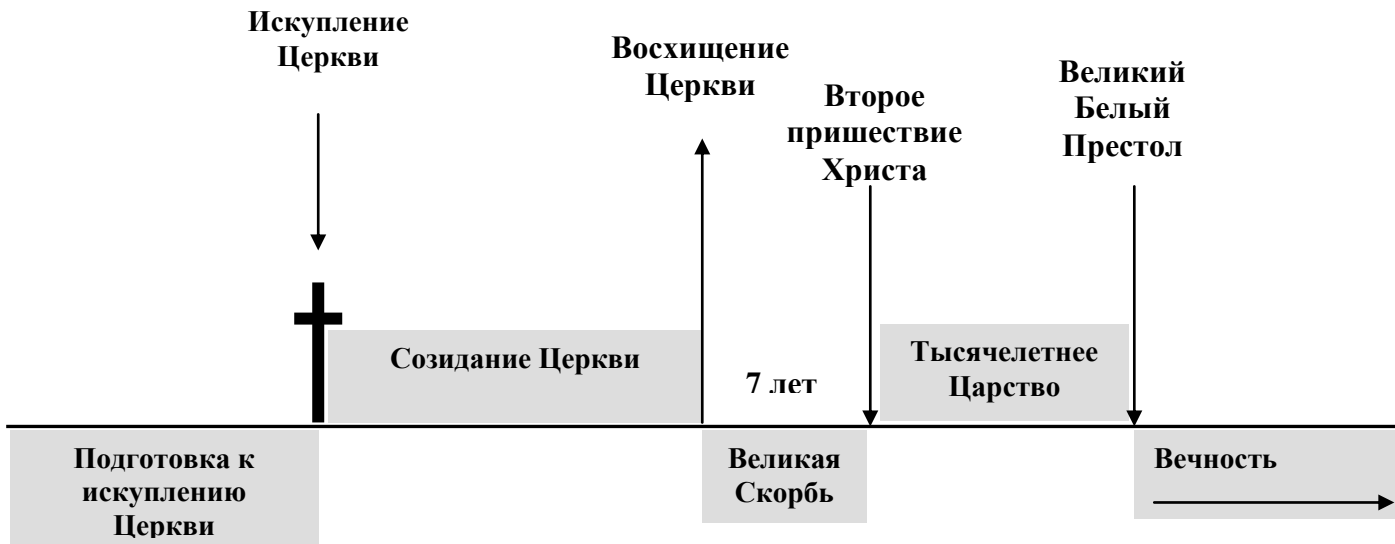 Искупление
Церкви
Восхищение
Церкви
Второе
пришествие
Христа
Великий
Белый
Престол
Созидание Церкви
7 лет
Тысячелетнее
Царство
Подготовка к
искуплению
Церкви
Великая
Скорбь
Вечность